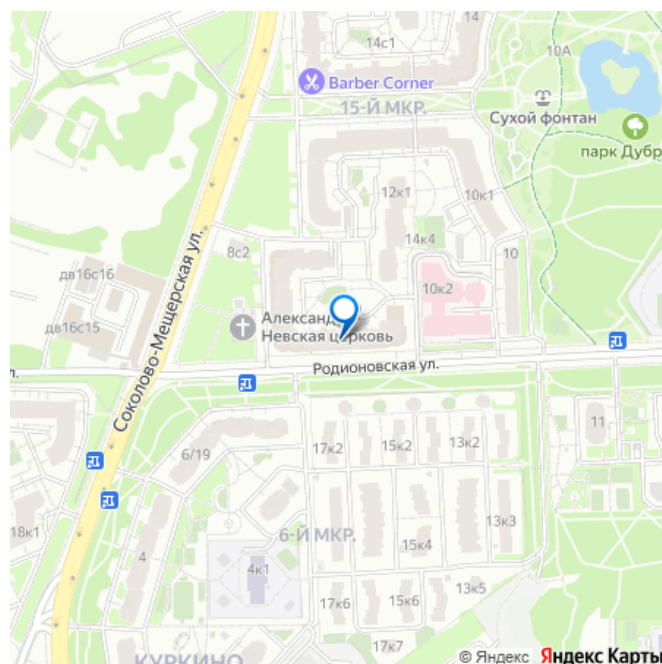 14
14с1
10А
Barber Corner
15-Й МКР.
Сухой фонтан
парк Дубр
12к1
10к1
14к4
8с2
10
дв16с16
10к2
Соколово-Мещерская ул.
Александ
Невская церковь
дв16с15
Родионовская ул.
л.
11
6/19
17к2
15к2
13к2
18к1
13к3
6-Й МКР.
15к4
4
4к1
13к5
17к6
15к6
17к7
КУРКИНО
© Яндекс Яндекс Карты